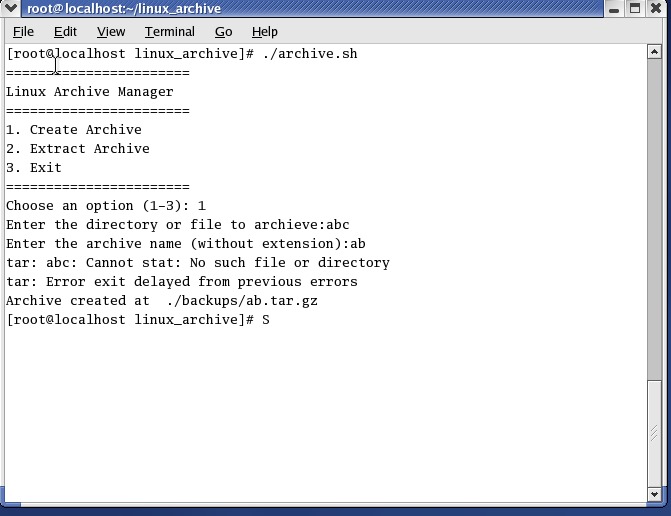 root@localhost:~/linux_archive
File Edit View Terminal Go Help
[root@localhost linux_archive]# ./archive.sh
=======================
Linux Archive Manager
=======================
1. Create Archive
2. Extract Archive
3. Exit
=======================
Choose an option (1-3): 1
Enter the directory or file to archieve:abc
Enter the archive name (without extension):ab
tar: abc: Cannot stat: No such file or directory
tar: Error exit delayed from previous errors
Archive created at  ./backups/ab.tar.gz
[root@localhost linux_archive]# S